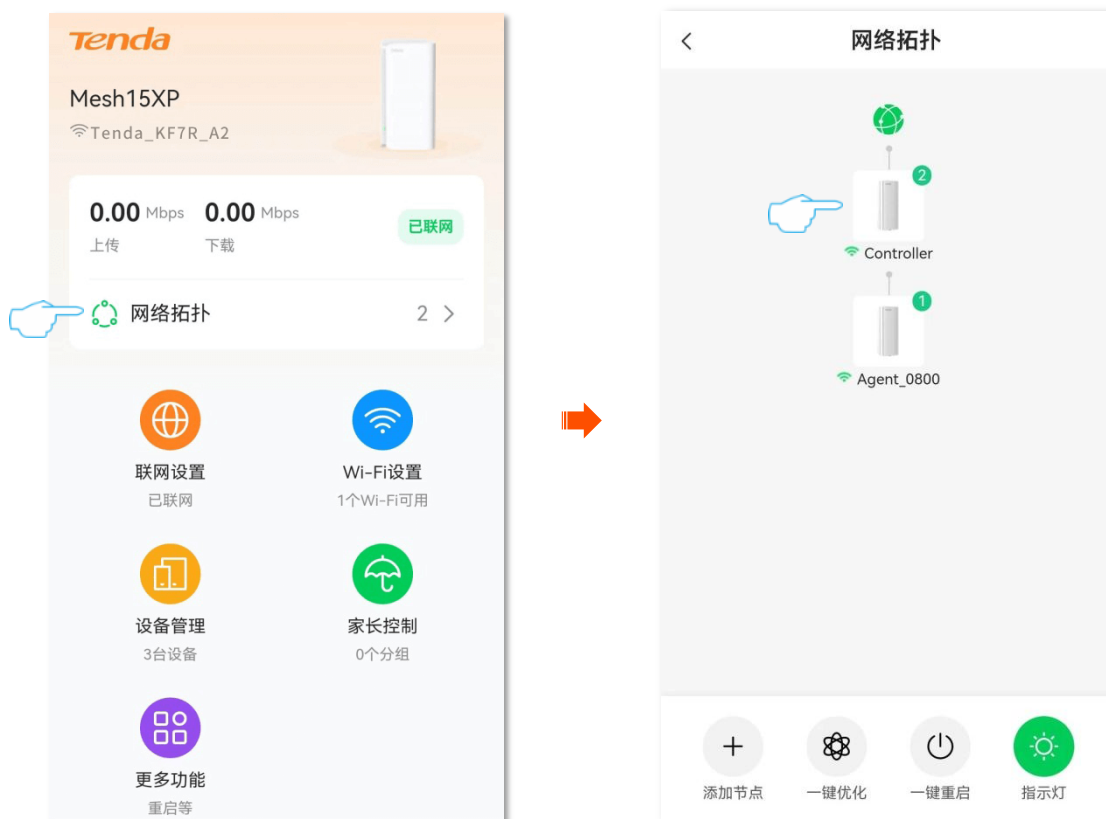 Tenda
Mesh15XP
Tenda_KF7R_A2
0.00 Mbps 0.00 Mbps
上传 下载
已联网
网络拓扑 2
联网设置 Wi-Fi设置
已联网 1个Wi-Fi可用
设备管理 家长控制
3台设备 0个分组
更多功能
重启等
网络拓扑
2
Controller
1
Agent_0800
添加节点 一键优化 一键重启 指示灯